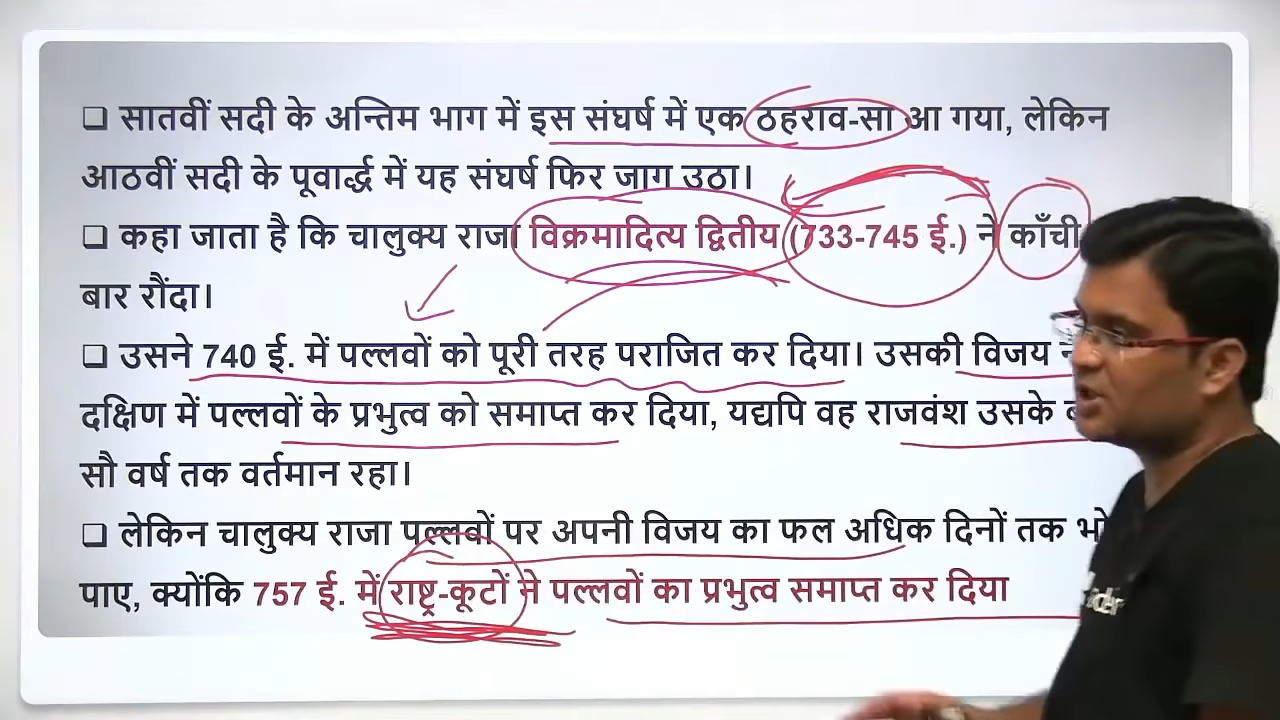 ❑ सातवीं सदी के अन्तिम भाग में इस संघर्ष में एक ठहराव-सा आ गया, लेकिन
आठवीं सदी के पूवार्द्ध में यह संघर्ष फिर जाग उठा।
❑ कहा जाता है कि चालुक्य राजा विक्रमादित्य द्वितीय (733-745 ई.) ने काँची
बार रौंदा।
❑ उसने 740 ई. में पल्लवों को पूरी तरह पराजित कर दिया। उसकी विजय
दक्षिण में पल्लवों के प्रभुत्व को समाप्त कर दिया, यद्यपि वह राजवंश उसके
सौ वर्ष तक वर्तमान रहा।
❑ लेकिन चालुक्य राजा पल्लवों पर अपनी विजय का फल अधिक दिनों तक
पाए, क्योंकि 757 ई. में राष्ट्र-कूटों ने पल्लवों का प्रभुत्व समाप्त कर दिया